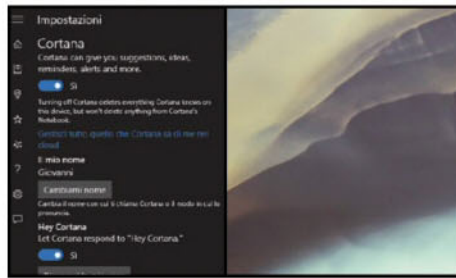 Impostazioni
Cortana
Cortana can give you suggestions, ideas,
reminders, alerts and more.
Sì
Turning off Cortana deletes everything Cortana knows on
this device, but won't delete anything from Cortana's
Notebook.
Gestisci tutto quello che Cortana sa di me nel
cloud
Il mio nome
Giovanni
Cambiami nome
Cambia il nome con cui ti chiama Cortana o il modo in cui lo
pronuncia.
Hey Cortana
Let Cortana respond to "Hey Cortana."
Sì